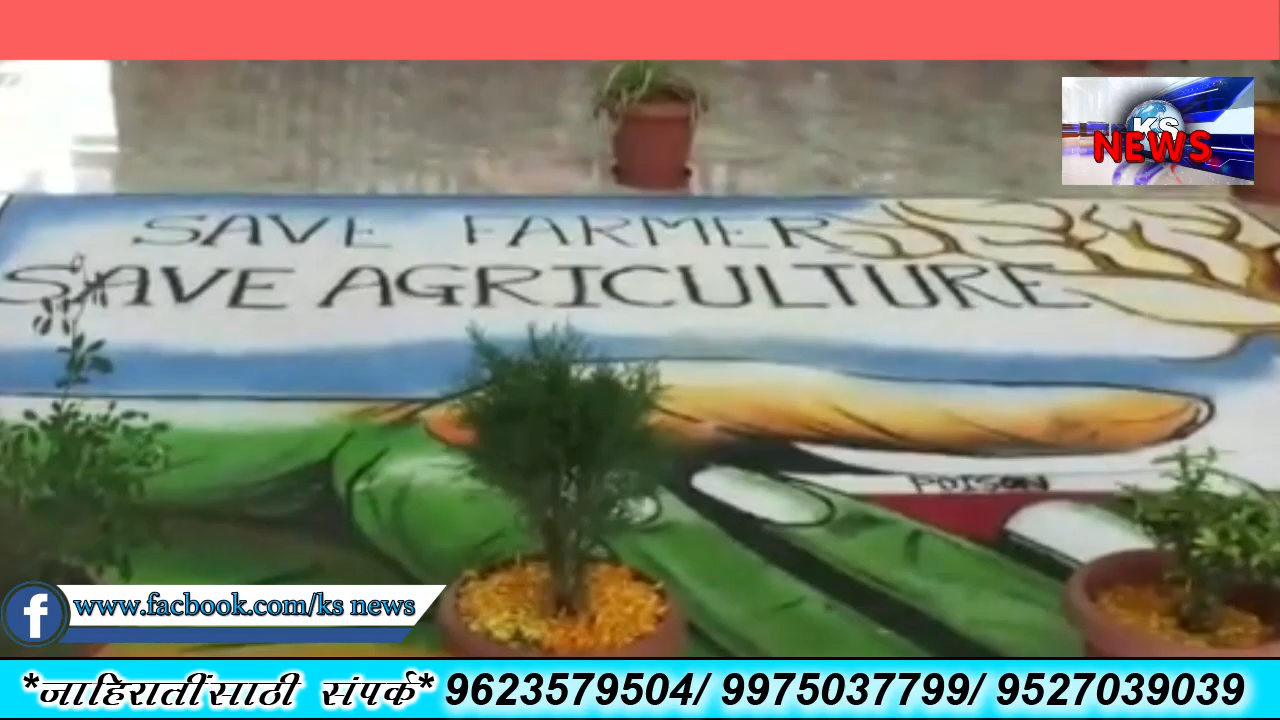 KS
NEWS
SAVE FARMER
SAVE AGRICULTURE
POISON
f www.facbook.com/ks news
*जाहिरातींसाठी संपर्क* 9623579504/ 9975037799/ 9527039039